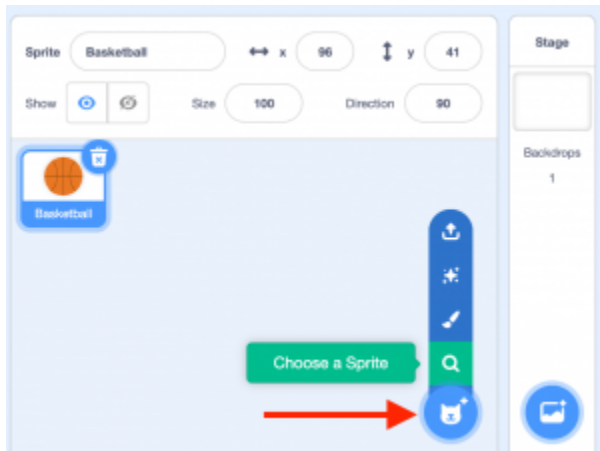 Sprite Basketball x 96 y 41
Show Size 100 Direction 90
Stage
Backdrops
1
Basketball
Choose a Sprite